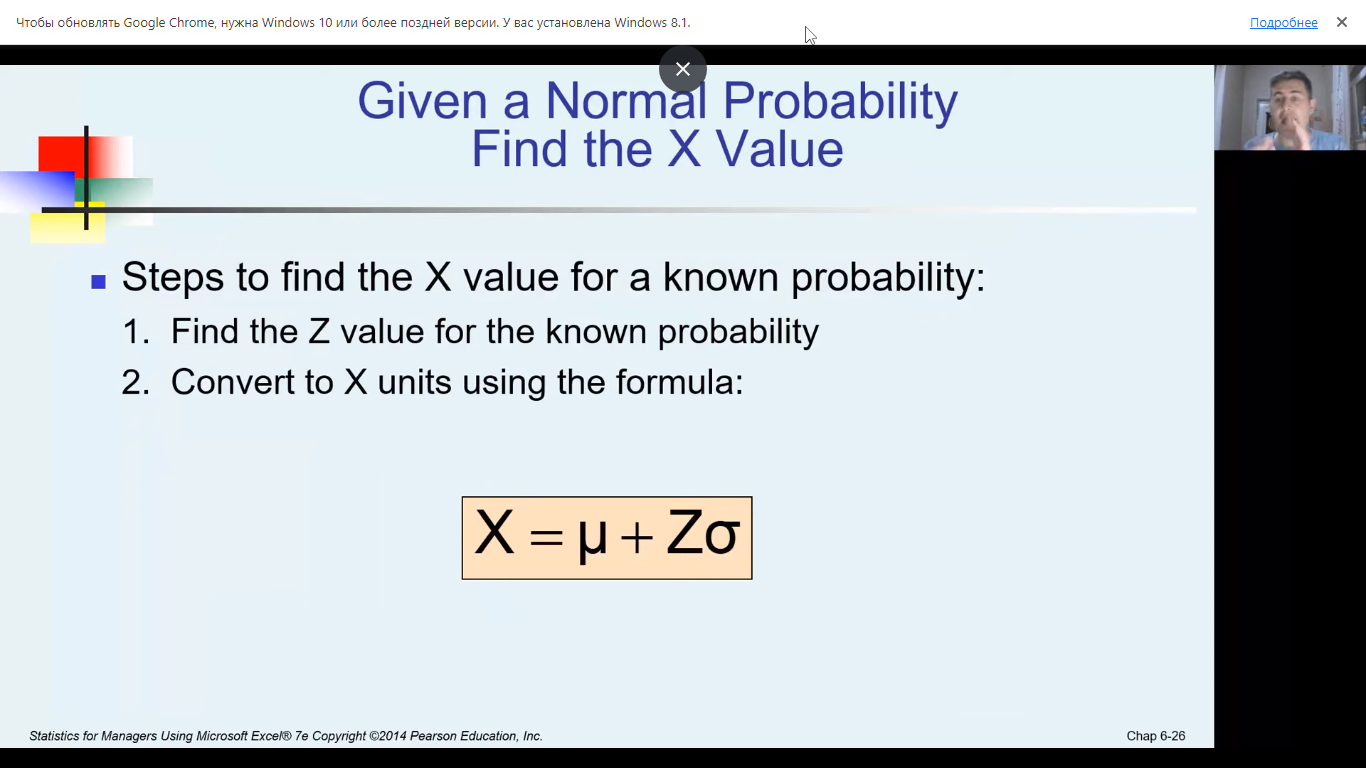 Чтобы обновлять Google Chrome, нужна Windows 10 или более поздней версии. У вас установлена Windows 8.1.
Подробнее
Given a Normal Probability
Find the X Value
Steps to find the X value for a known probability:
1. Find the Z value for the known probability
2. Convert to X units using the formula:
X = μ + Zσ
Statistics for Managers Using Microsoft Excel® 7e Copyright ©2014 Pearson Education, Inc.
Chap 6-26